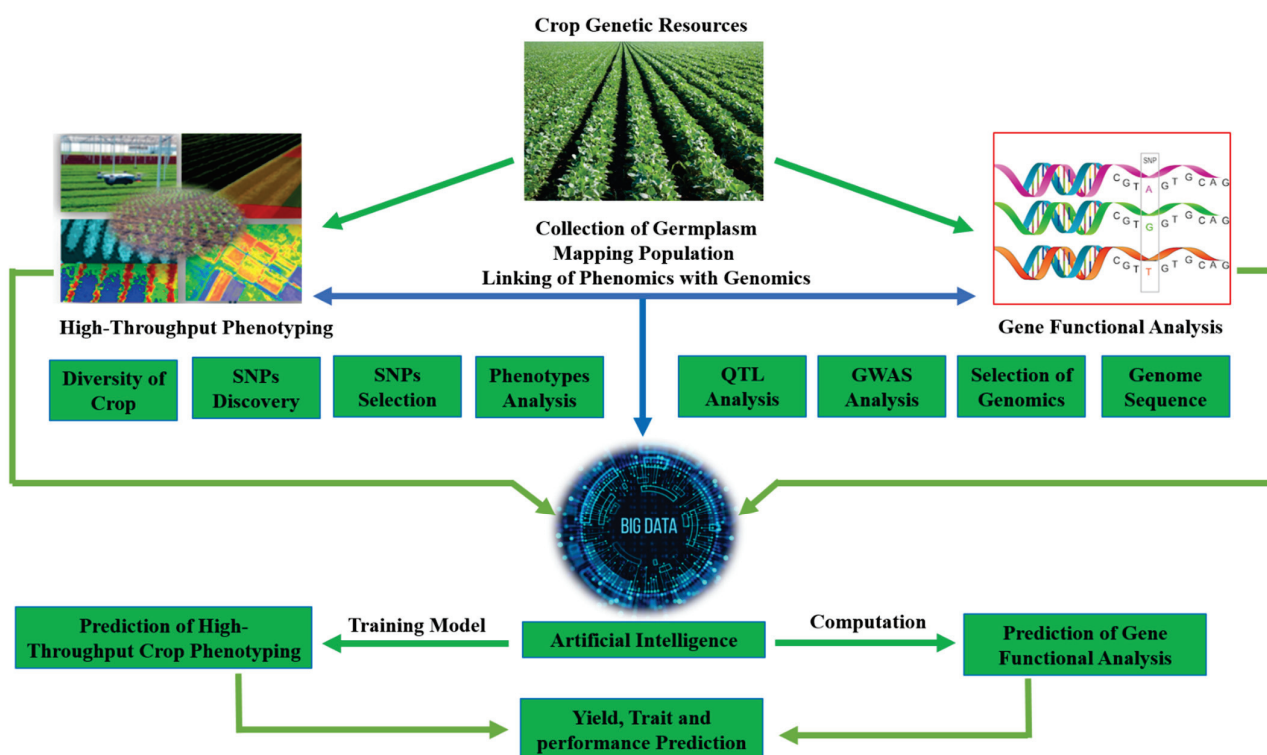 Crop Genetic Resources
SNP
CGTAGTGCAG
CGTGGTGCAG
CGTTGTGCAG
Collection of Germplasm
Mapping Population
Linking of Phenomics with Genomics
High-Throughput Phenotyping
Gene Functional Analysis
Diversity of
Crop
SNPs
Discovery
SNPs
Selection
Phenotypes
Analysis
QTL
Analysis
GWAS
Analysis
Selection of
Genomics
Genome
Sequence
BIG DATA
Prediction of High-
Throughput Crop Phenotyping
Training Model
Artificial Intelligence
Computation
Prediction of Gene
Functional Analysis
Yield, Trait and
performance Prediction